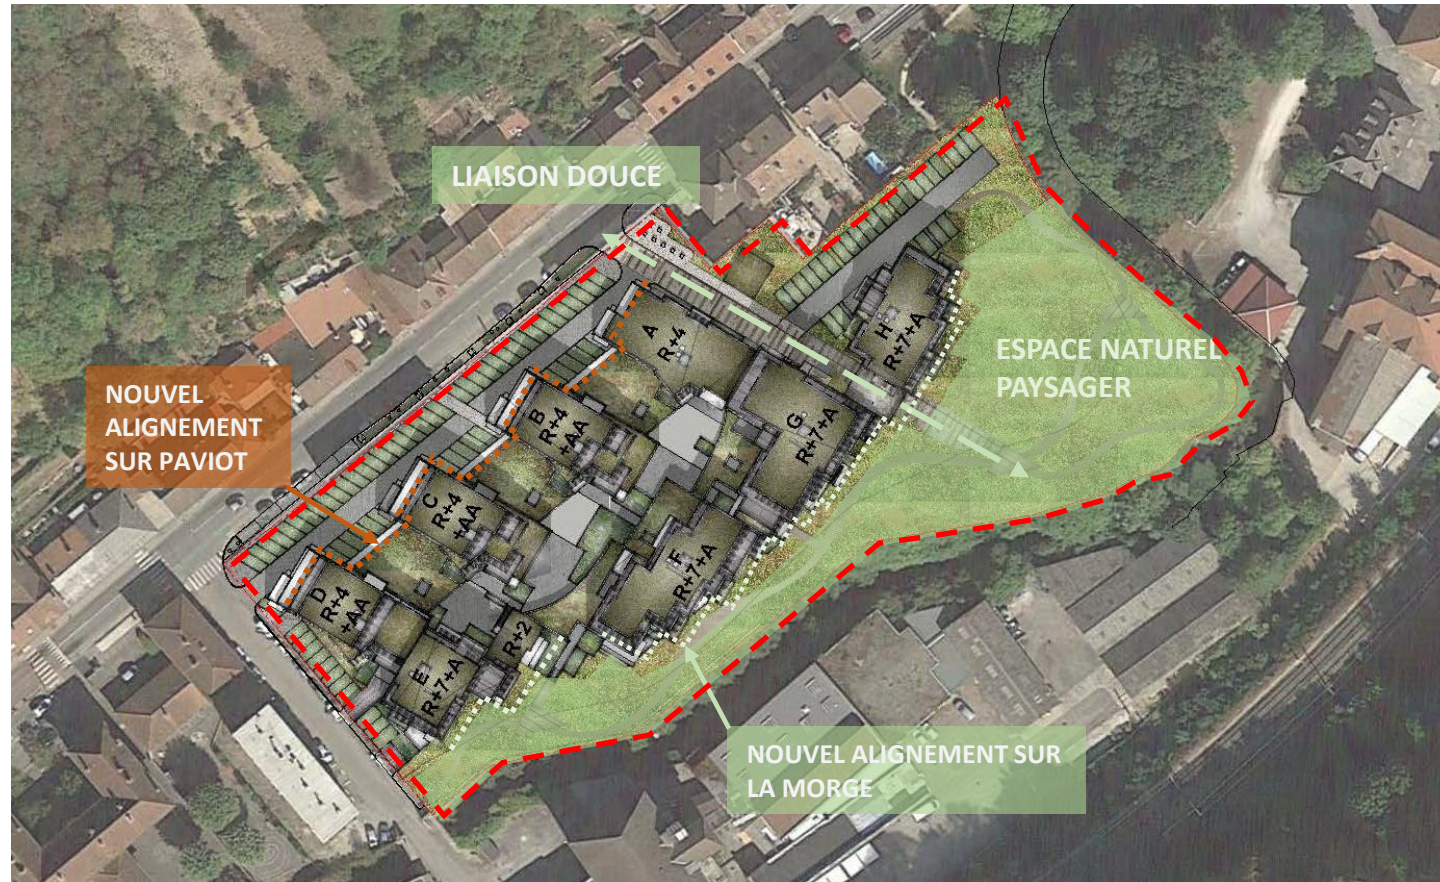 LIAISON DOUCE
ESPACE NATUREL
PAYSAGER
NOUVEL
ALIGNEMENT
SUR PAVIOT
A
R+4
H
R+7+A
B
R+4
+AA
G
R+7+A
C
R+4
+AA
F
R+7+A
D
R+4
+AA
R+2
E
R+7+A
NOUVEL ALIGNEMENT SUR
LA MORGE